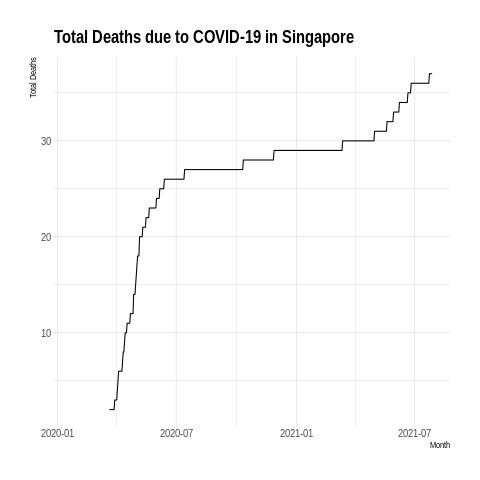 Total Deaths due to COVID-19 in Singapore
Total Deaths
30
20
10
2020-01 2020-07 2021-01 2021-07
Month